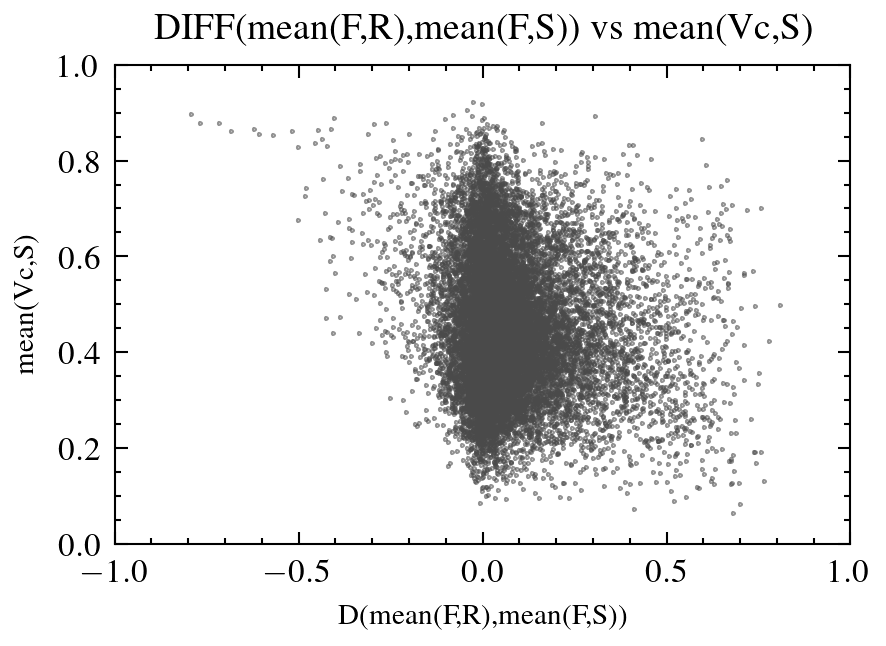 DIFF(mean(F,R),mean(F,S)) vs mean(Vc,S)
1.0
0.8
0.6
0.4
0.2
0.0
mean(Vc,S)
−1.0 −0.5 0.0 0.5 1.0
D(mean(F,R),mean(F,S))